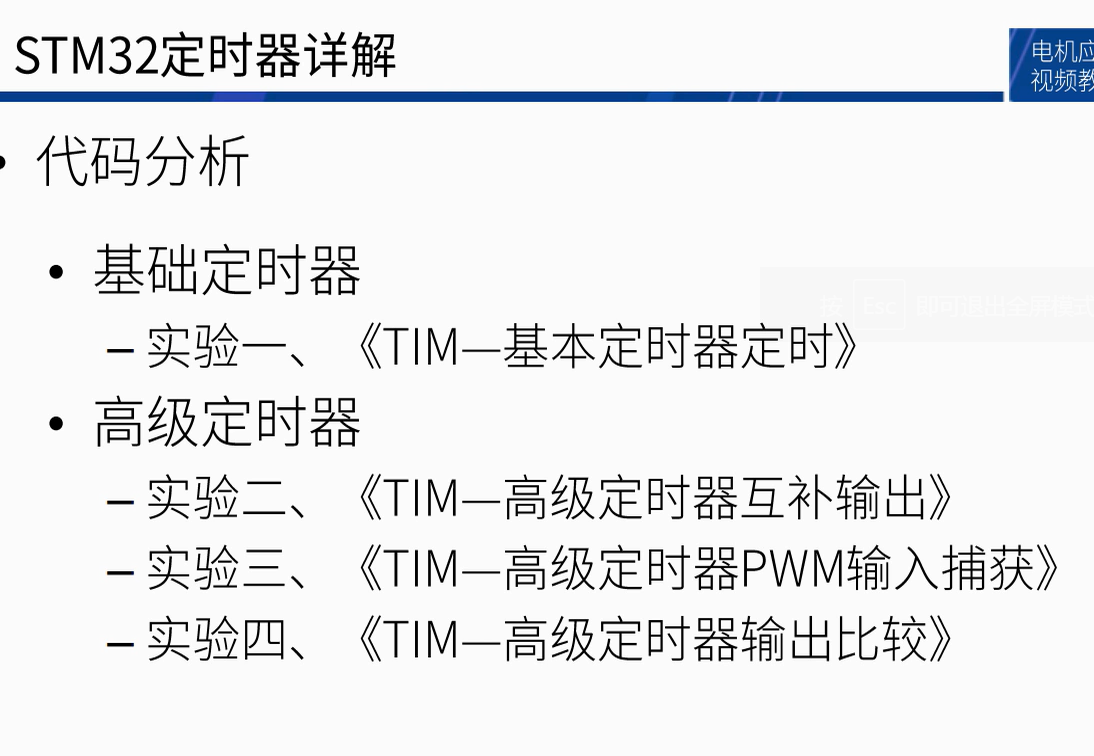 STM32定时器详解
电机应
视频教
• 代码分析
• 基础定时器
– 实验一、《TIM—基本定时器定时》
按 Esc 即可退出全屏模式
• 高级定时器
– 实验二、《TIM—高级定时器互补输出》
– 实验三、《TIM—高级定时器PWM输入捕获》
– 实验四、《TIM—高级定时器输出比较》